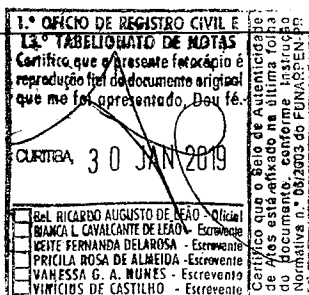 1.º OFÍCIO DE REGISTRO CIVIL E
13.º TABELIONATO DE NOTAS
Certifico que a presente fotocópia é
reprodução fiel do documento original
que me foi apresentado. Dou fé.
CURITIBA, 30 JAN 2019
Bel. RICARDO AUGUSTO DE LEÃO - Oficial
BIANCA L. CAVALCANTE DE LEÃO - Escrevente
KEITE FERNANDA DELAROSA - Escrevente
PRICILA ROSA DE ALMEIDA - Escrevente
VANESSA G. A. NUNES - Escrevente
VINICIUS DE CASTILHO - Escrevente
Certifico que o Selo de Autenticidade
de Atos está afixado na última folha
do documento, conforme Instrução
Normativa n.º 08/2003 do FUNARPEN-PR